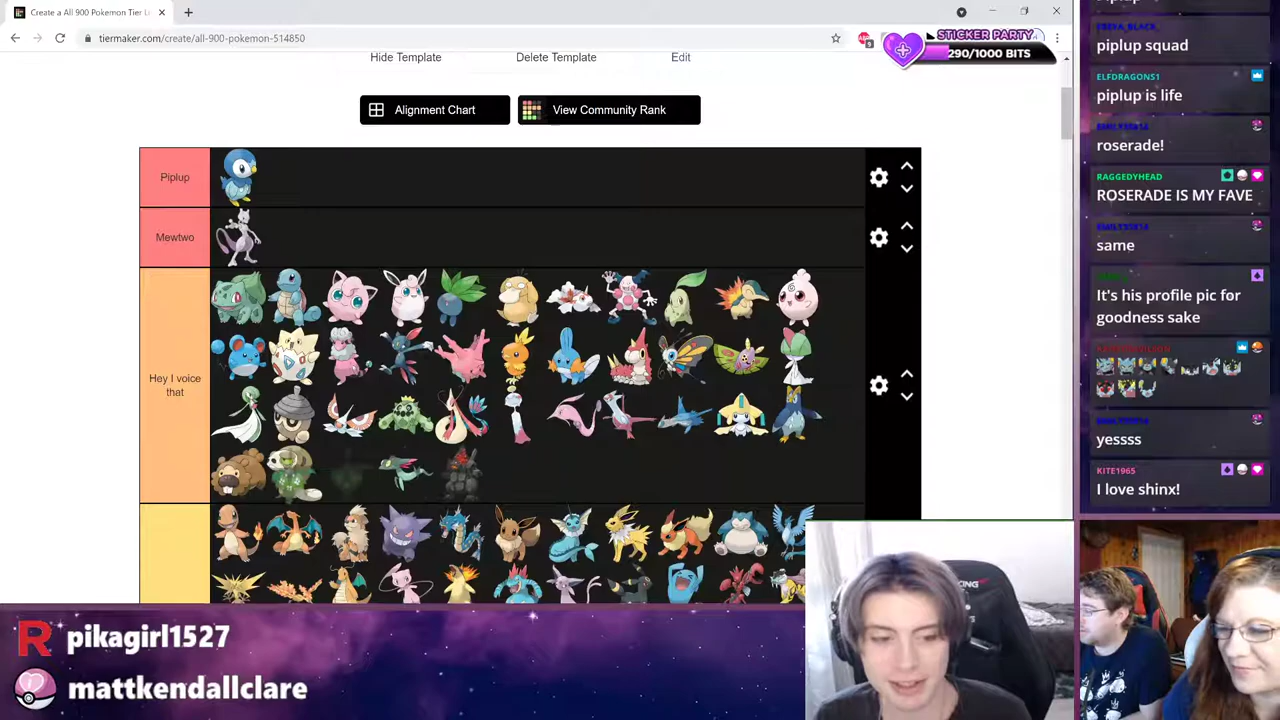 Create a All 900 Pokemon Tier Li
tiermaker.com/create/all-900-pokemon-514850
STICKER PARTY
290/1000 BITS
Hide Template
Delete Template
Edit
Alignment Chart
View Community Rank
Piplup
Mewtwo
Hey I voice
that
piplup squad
ELFDRAGONS1
piplup is life
roserade!
RAGGEDYHEAD
ROSERADE IS MY FAVE
same
It's his profile pic for
goodness sake
yessss
KITE1965
I love shinx!
R pikagirl1527
mattkendallclare